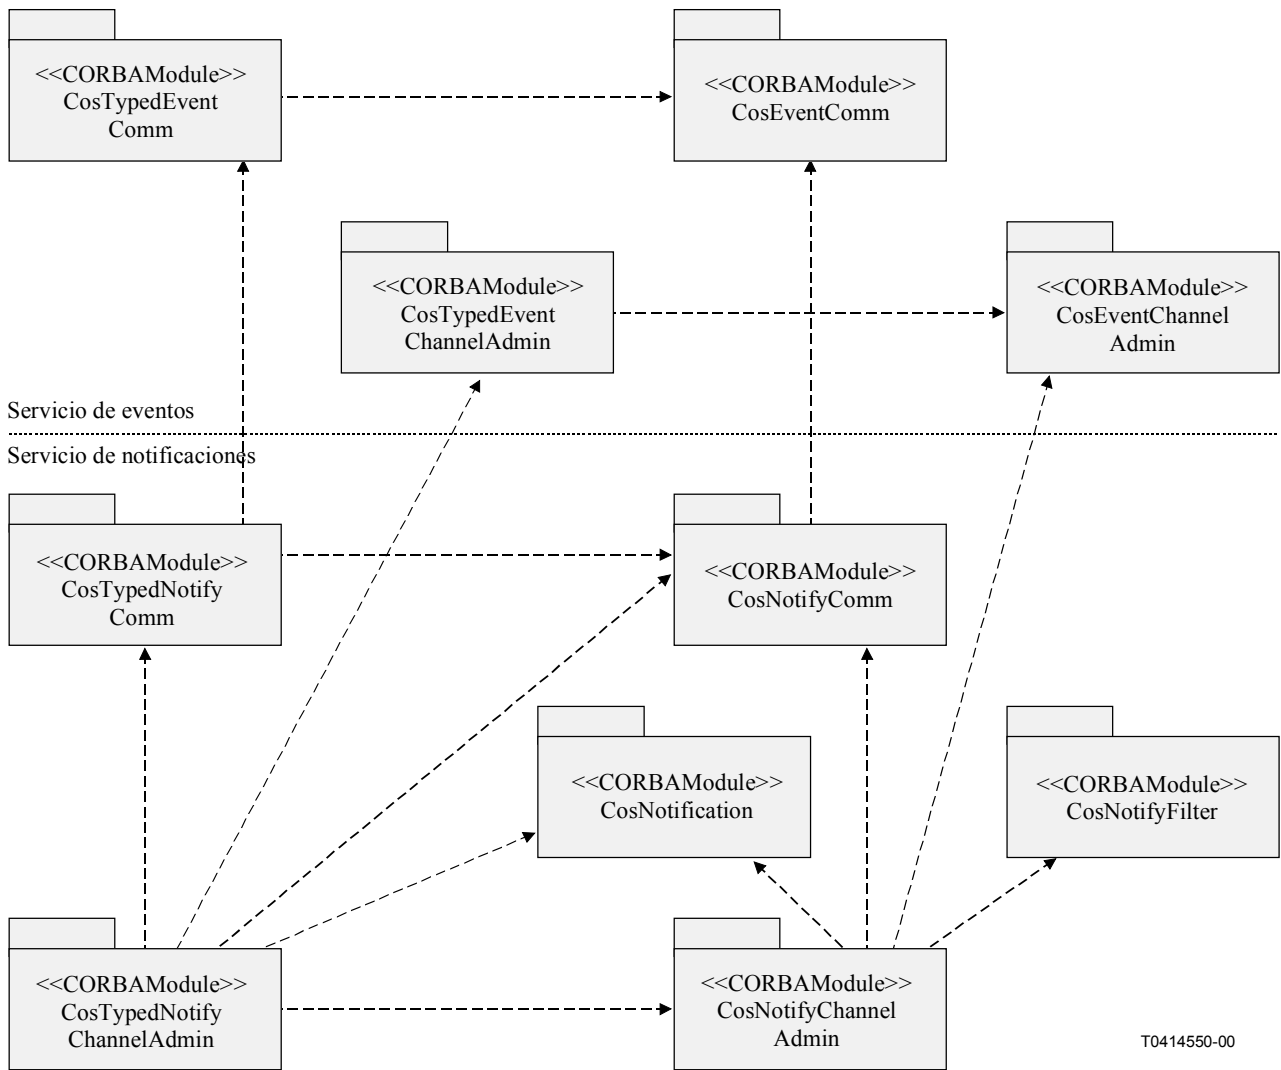 <<CORBAModule>>
CosTypedEvent
Comm
<<CORBAModule>>
CosEventComm
<<CORBAModule>>
CosTypedEvent
ChannelAdmin
<<CORBAModule>>
CosEventChannel
Admin
Servicio de eventos
Servicio de notificaciones
<<CORBAModule>>
CosTypedNotify
Comm
<<CORBAModule>>
CosNotifyComm
<<CORBAModule>>
CosNotification
<<CORBAModule>>
CosNotifyFilter
<<CORBAModule>>
CosTypedNotify
ChannelAdmin
<<CORBAModule>>
CosNotifyChannel
Admin
T0414550-00